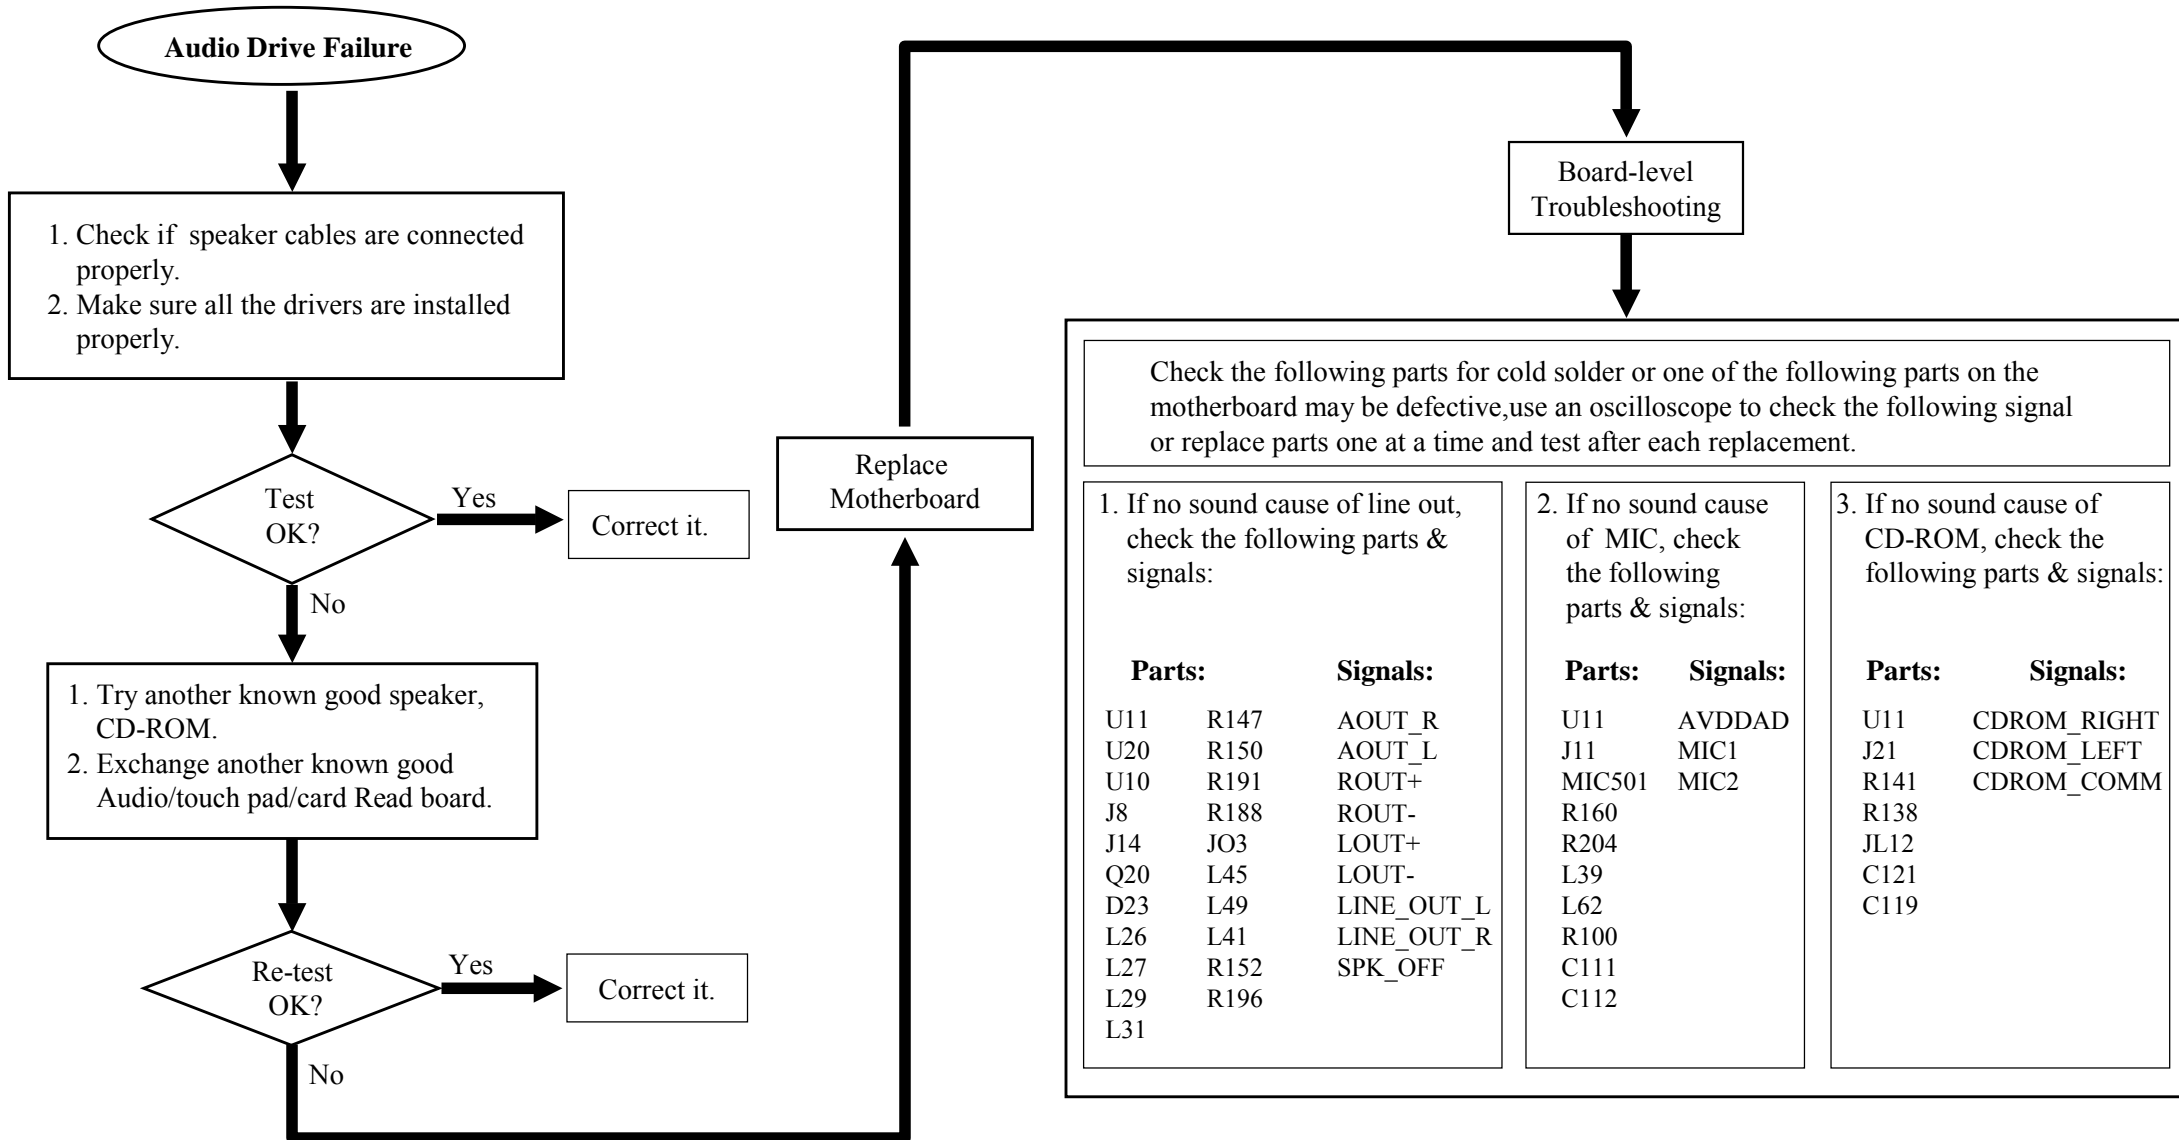 Audio Drive Failure
1. Check if speaker cables are connected
properly.
2. Make sure all the drivers are installed
properly.
Test
OK?
Yes
Correct it.
No
1. Try another known good speaker,
CD-ROM.
2. Exchange another known good
Audio/touch pad/card Read board.
Re-test
OK?
Yes
Correct it.
No
Replace
Motherboard
Board-level
Troubleshooting
Check the following parts for cold solder or one of the following parts on the
motherboard may be defective,use an oscilloscope to check the following signal
or replace parts one at a time and test after each replacement.
1. If no sound cause of line out,
check the following parts &
signals:
Parts: Signals:
U11 R147 AOUT_R
U20 R150 AOUT_L
U10 R191 ROUT+
J8 R188 ROUT-
J14 JO3 LOUT+
Q20 L45 LOUT-
D23 L49 LINE_OUT_L
L26 L41 LINE_OUT_R
L27 R152 SPK_OFF
L29 R196
L31
2. If no sound cause
of MIC, check
the following
parts & signals:
Parts: Signals:
U11 AVDDAD
J11 MIC1
MIC501 MIC2
R160
R204
L39
L62
R100
C111
C112
3. If no sound cause of
CD-ROM, check the
following parts & signals:
Parts: Signals:
U11 CDROM_RIGHT
J21 CDROM_LEFT
R141 CDROM_COMM
R138
JL12
C121
C119